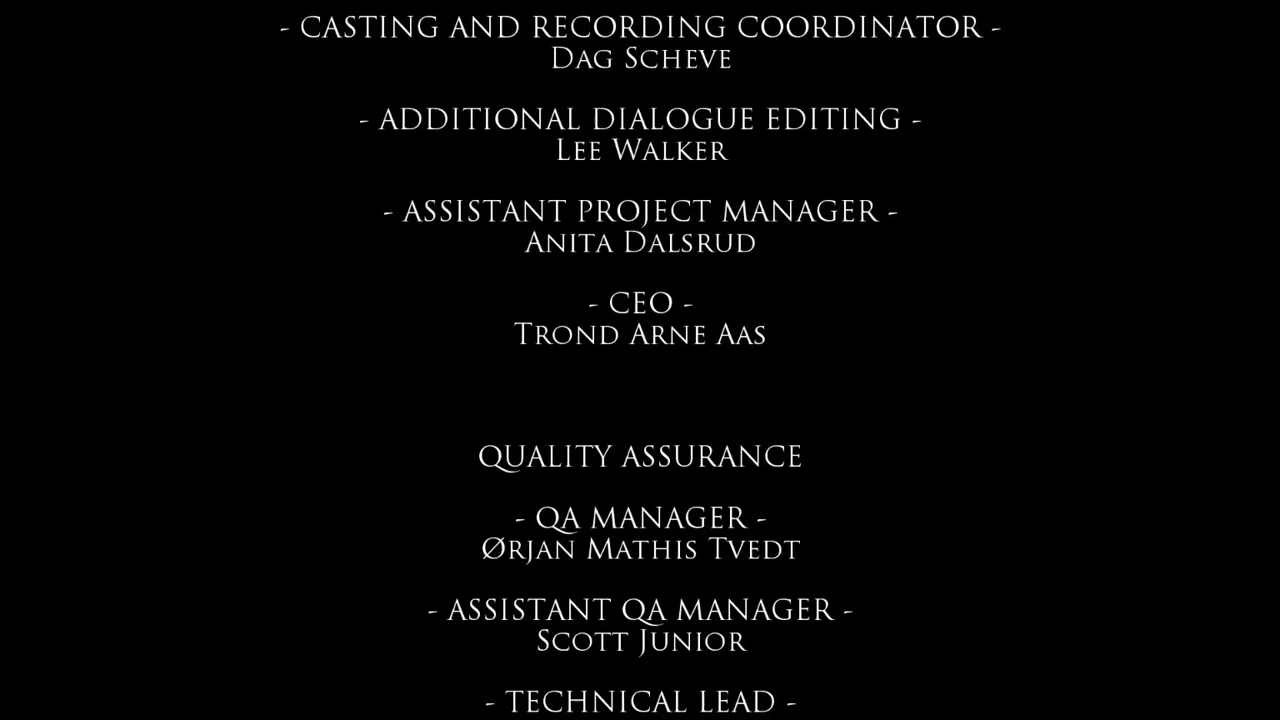 - CASTING AND RECORDING COORDINATOR -
DAG SCHEVE
- ADDITIONAL DIALOGUE EDITING -
LEE WALKER
- ASSISTANT PROJECT MANAGER -
ANITA DALSRUD
- CEO -
TROND ARNE AAS
QUALITY ASSURANCE
- QA MANAGER -
ØRJAN MATHIS TVEDT
- ASSISTANT QA MANAGER -
SCOTT JUNIOR
- TECHNICAL LEAD -